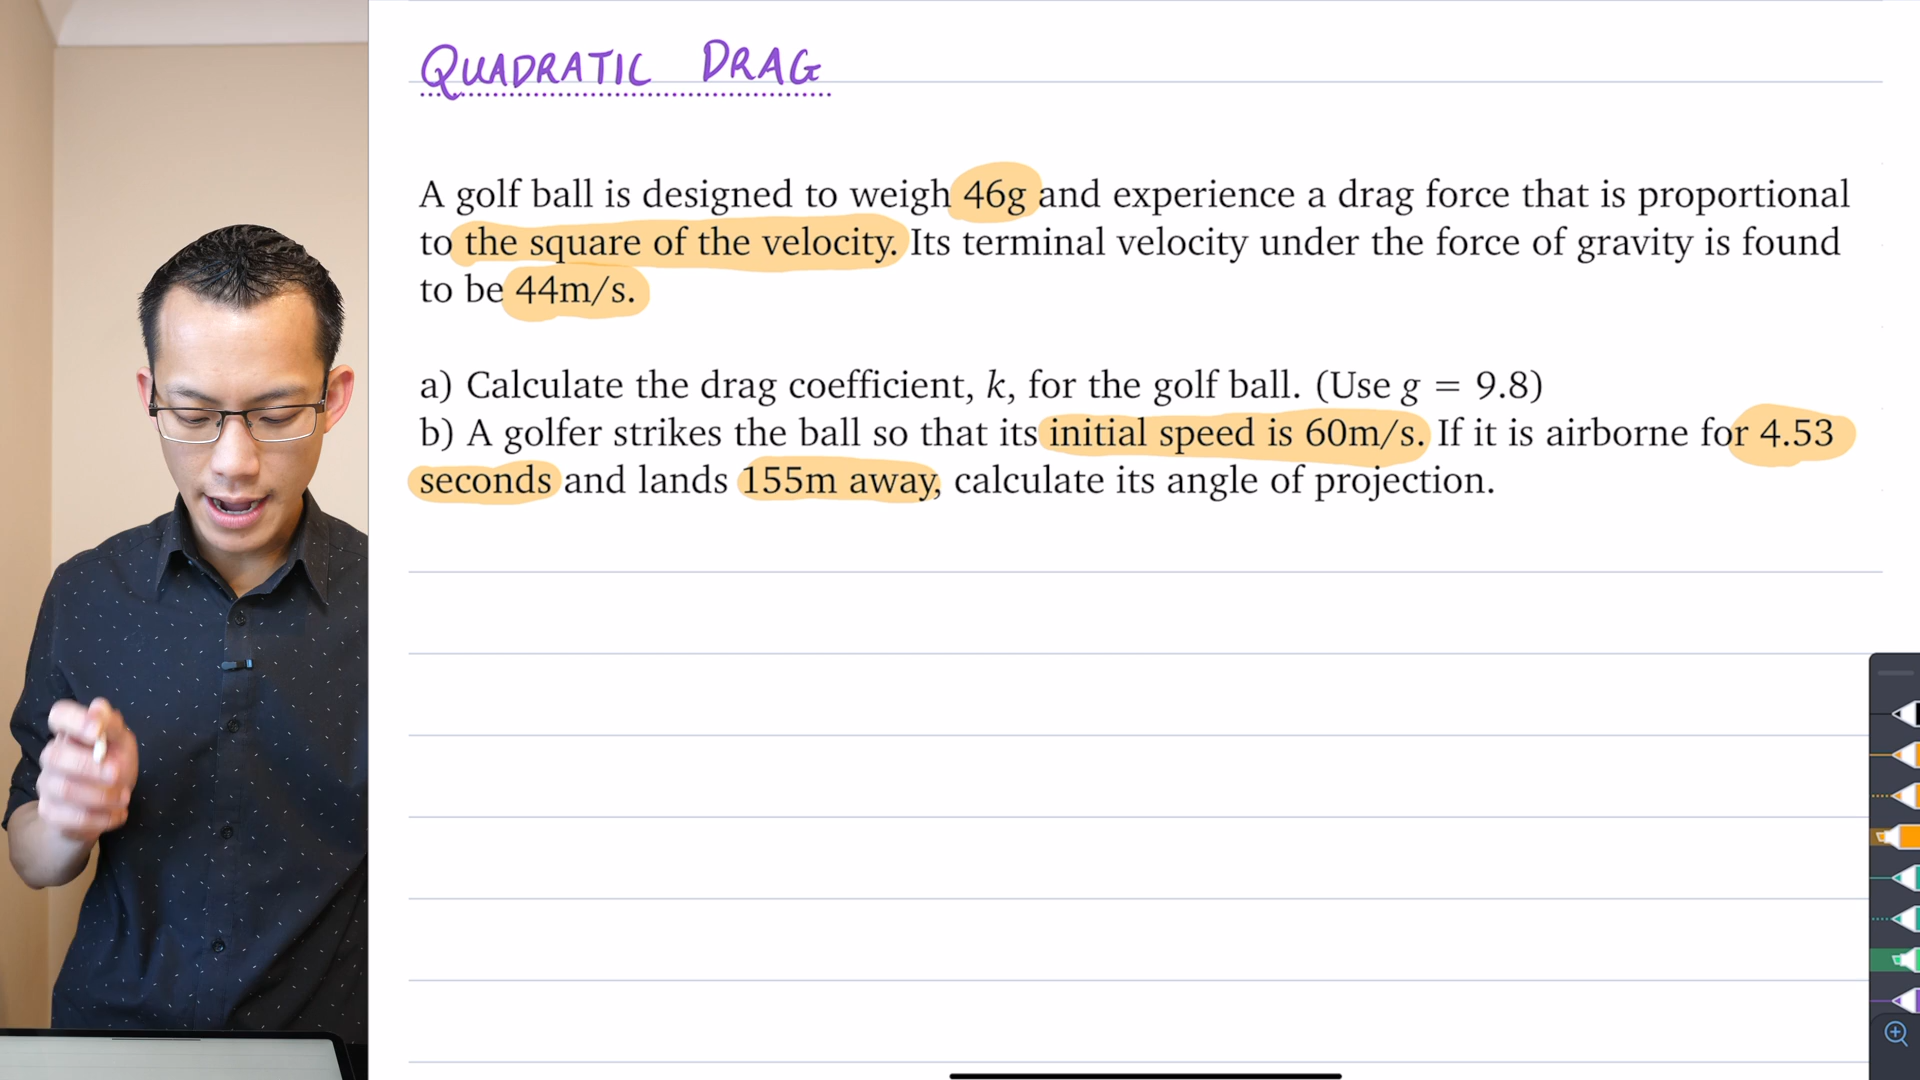 QUADRATIC DRAG
A golf ball is designed to weigh 46g and experience a drag force that is proportional
to the square of the velocity. Its terminal velocity under the force of gravity is found
to be 44m/s.
a) Calculate the drag coefficient, k, for the golf ball. (Use g = 9.8)
b) A golfer strikes the ball so that its initial speed is 60m/s. If it is airborne for 4.53
seconds and lands 155m away, calculate its angle of projection.